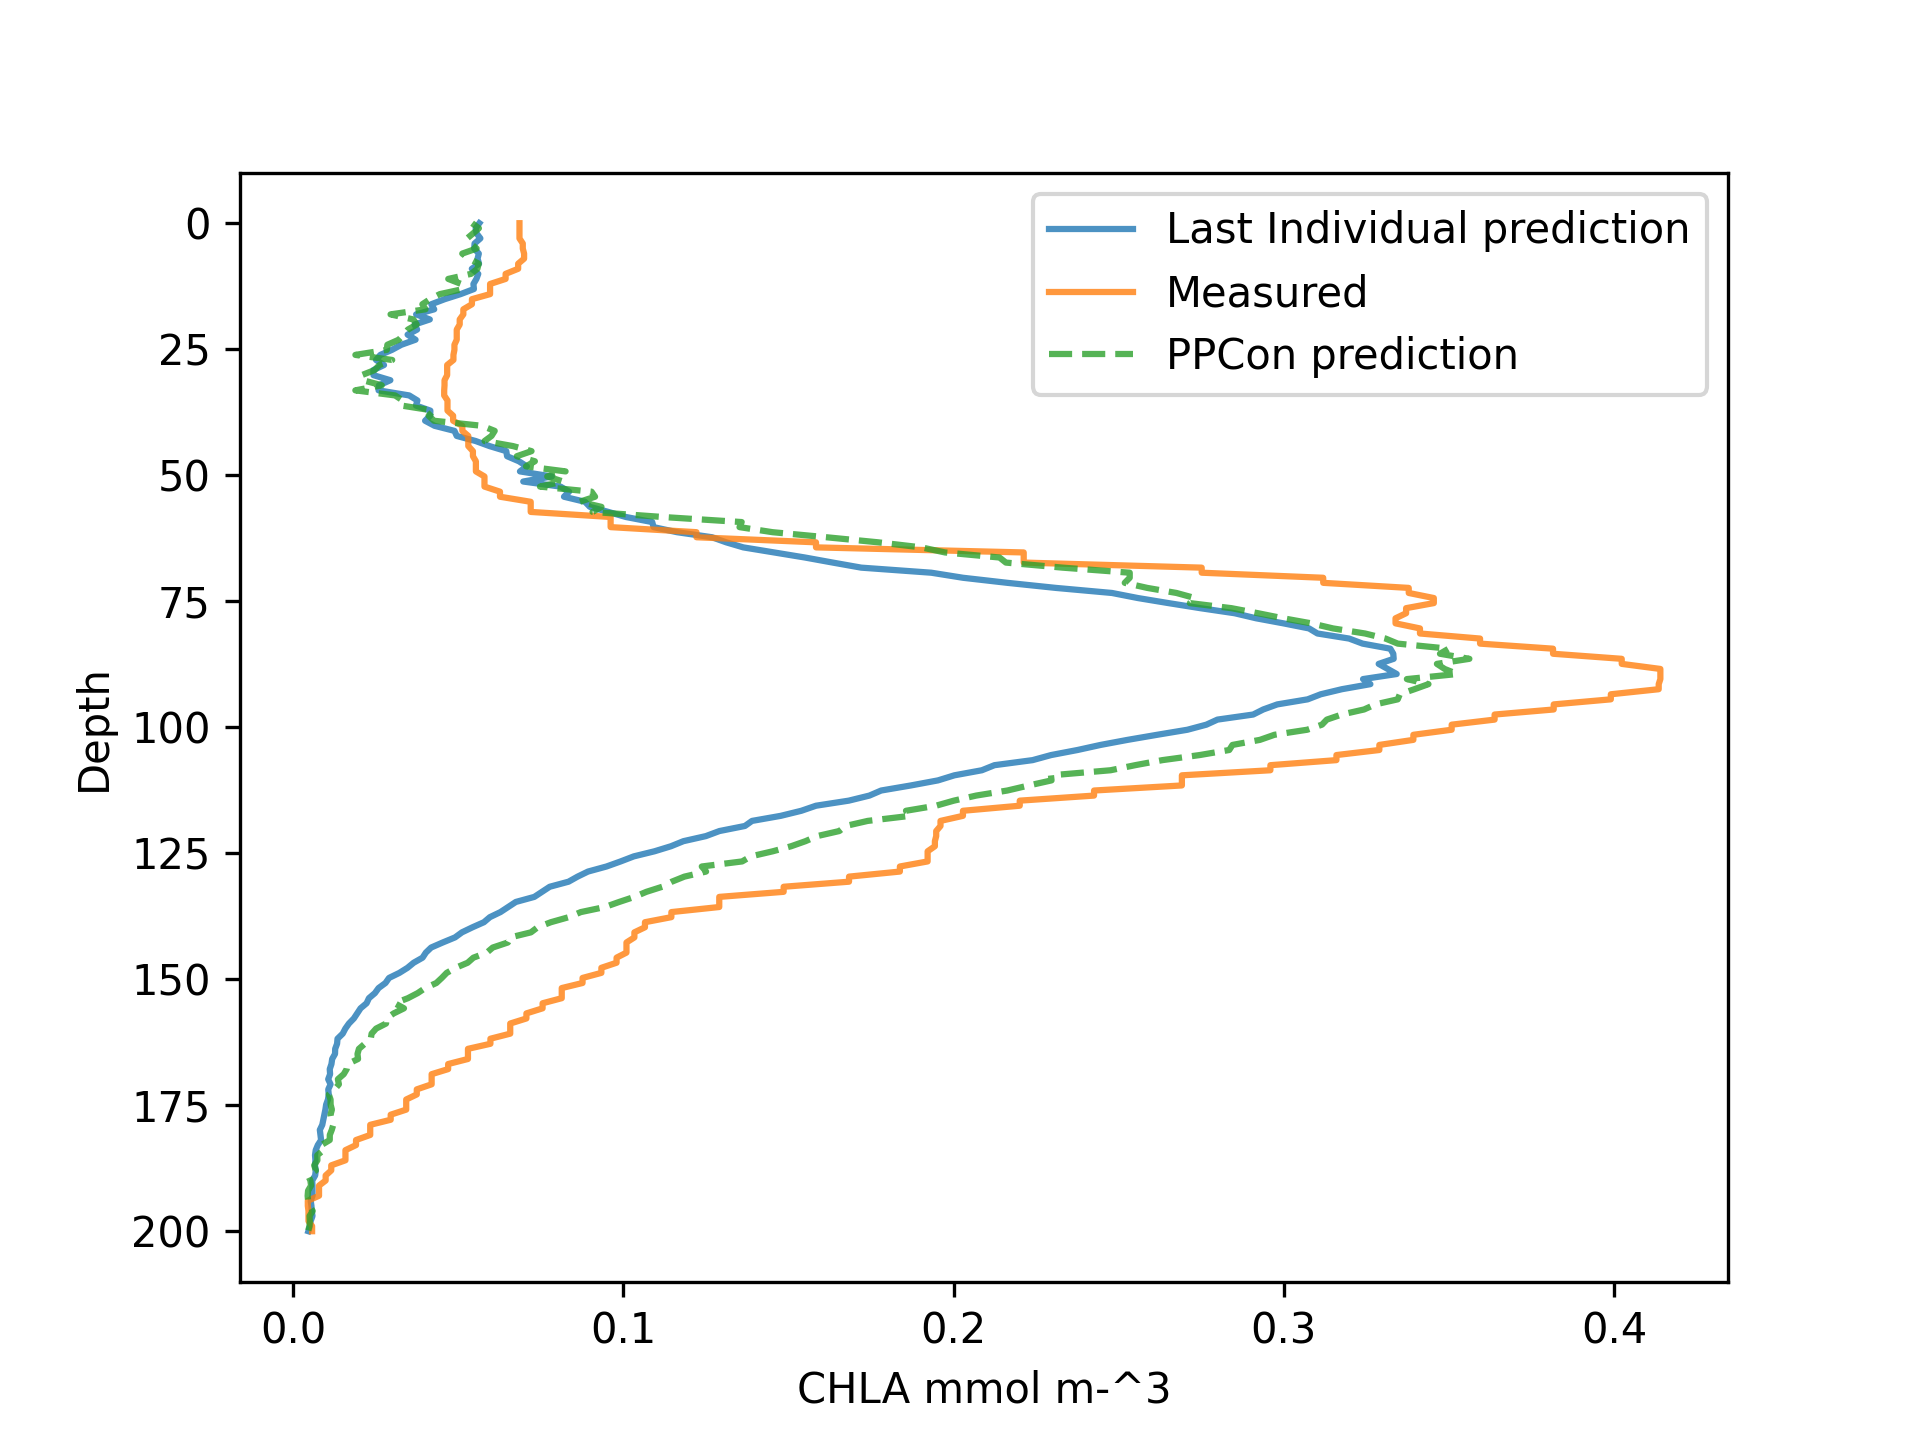 Last Individual prediction
Measured
PPCon prediction
0
25
50
75
100
125
150
175
200
Depth
0.0
0.1
0.2
0.3
0.4
CHLA mmol m-^3